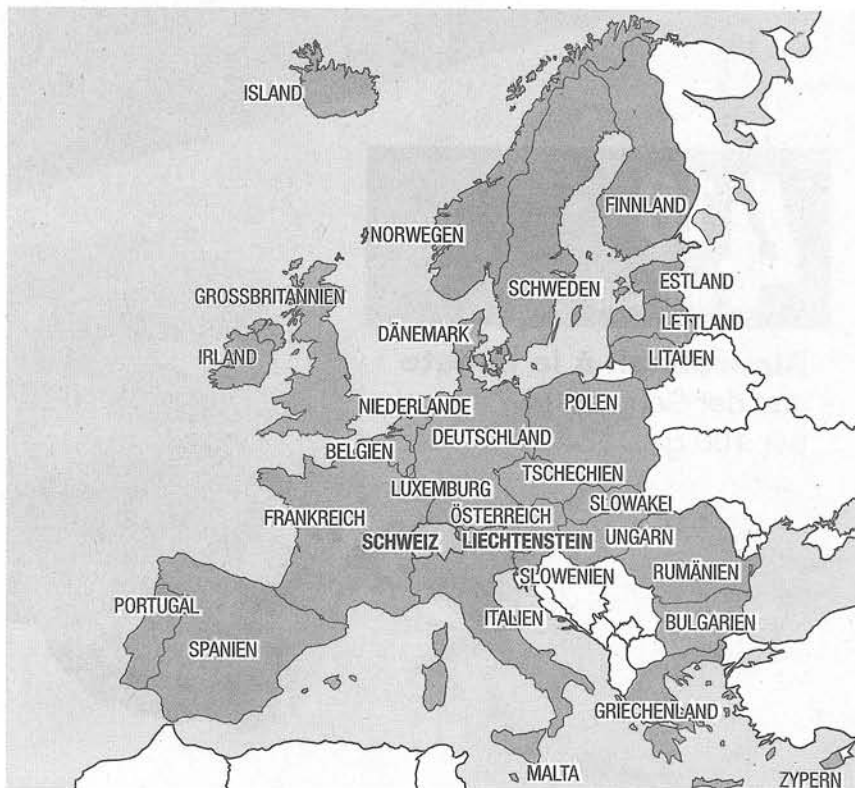 ISLAND
FINNLAND
NORWEGEN
SCHWEDEN
ESTLAND
GROSSBRITANNIEN
LETTLAND
DÄNEMARK
IRLAND
LITAUEN
NIEDERLANDE
POLEN
DEUTSCHLAND
BELGIEN
TSCHECHIEN
LUXEMBURG
SLOWAKEI
FRANKREICH
ÖSTERREICH
UNGARN
SCHWEIZ
LIECHTENSTEIN
SLOWENIEN
RUMÄNIEN
PORTUGAL
ITALIEN
BULGARIEN
SPANIEN
GRIECHENLAND
MALTA
ZYPERN